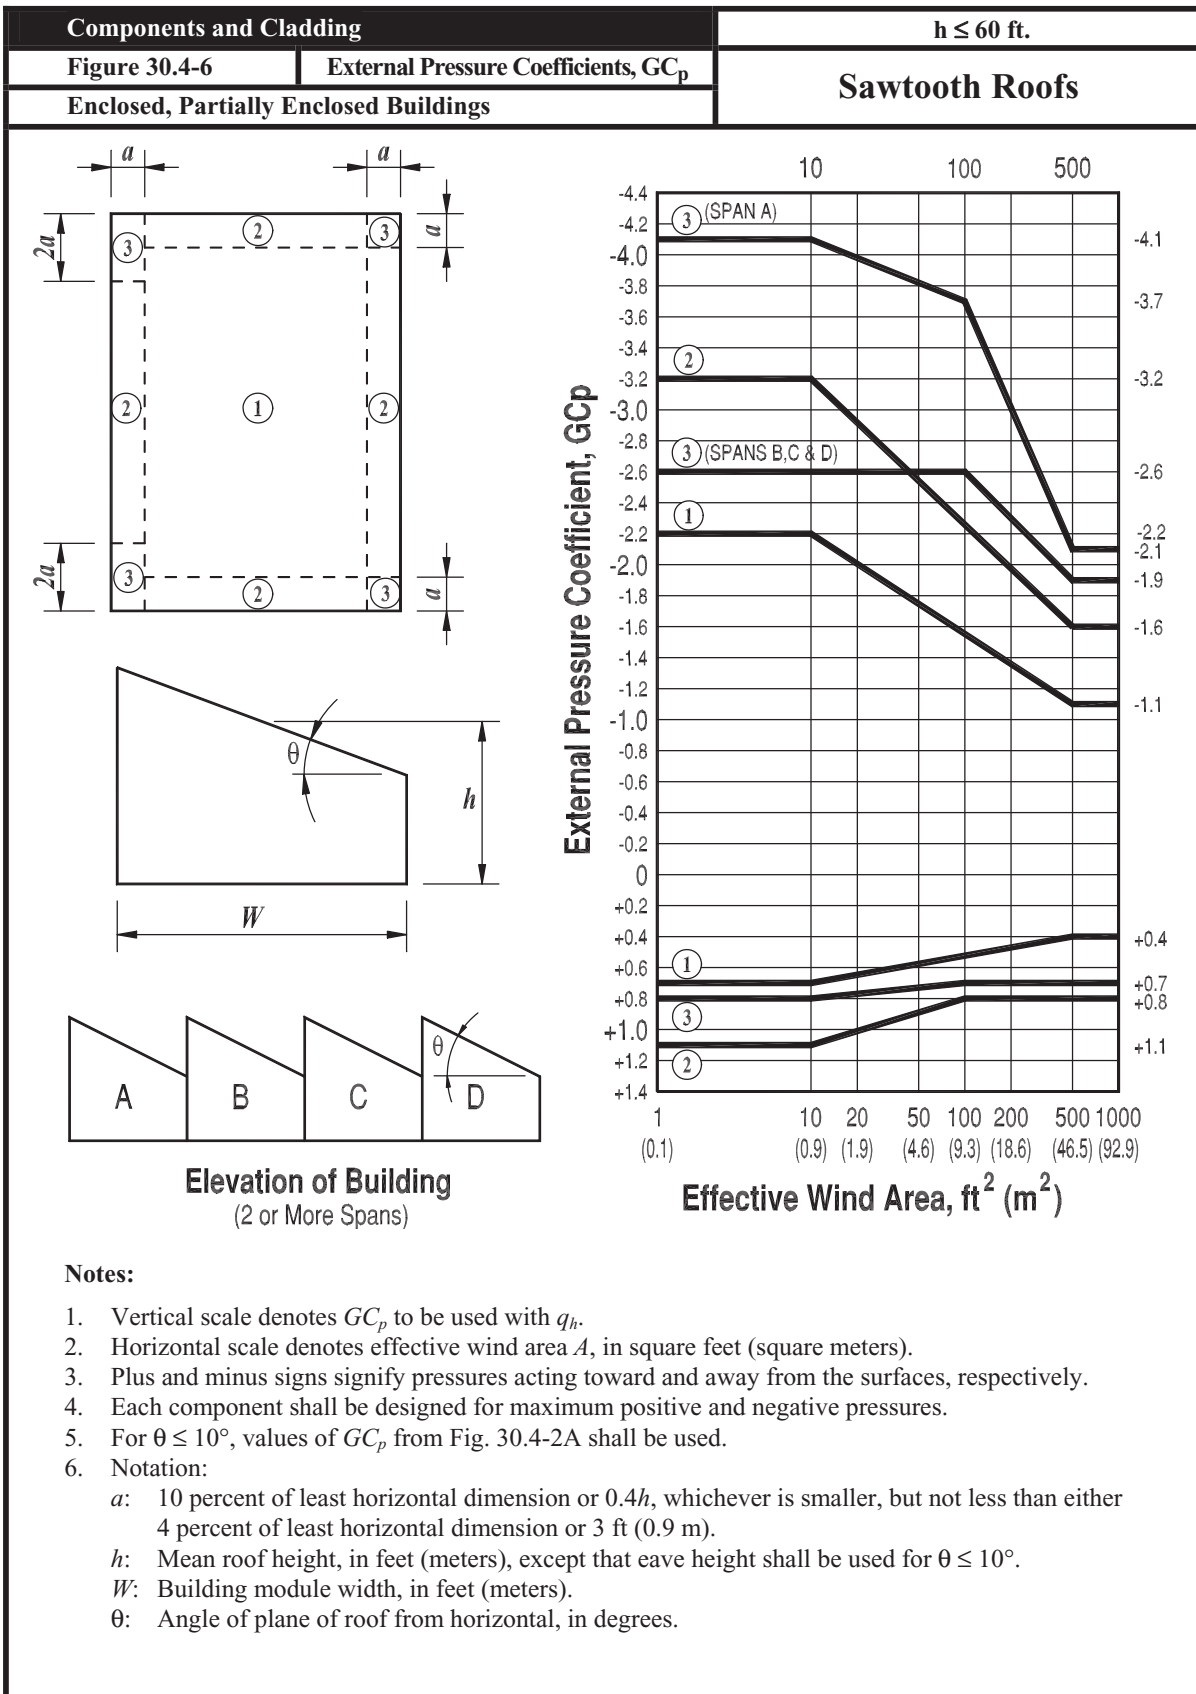 Components and Cladding
h ≤ 60 ft.
Figure 30.4-6
External Pressure Coefficients, GCp
Sawtooth Roofs
Enclosed, Partially Enclosed Buildings
a
a
3
2
3
a
2a
2
1
2
2a
3
2
3
a
θ
h
W
A
B
C
θ
D
Elevation of Building
(2 or More Spans)
10 100 500
-4.4
-4.2
-4.0
-3.8
-3.6
-3.4
-3.2
-3.0
-2.8
-2.6
-2.4
-2.2
-2.0
-1.8
-1.6
-1.4
-1.2
-1.0
-0.8
-0.6
-0.4
-0.2
0
+0.2
+0.4
+0.6
+0.8
+1.0
+1.2
+1.4
External Pressure Coefficient, GCp
3 (SPAN A)
2
3 (SPANS B,C & D)
1
1
3
2
-4.1
-3.7
-3.2
-2.6
-2.2
-2.1
-1.9
-1.6
-1.1
+0.4
+0.7
+0.8
+1.1
1 10 20 50 100 200 500 1000
(0.1) (0.9) (1.9) (4.6) (9.3) (18.6) (46.5) (92.9)
Effective Wind Area, ft² (m²)
Notes:
1. Vertical scale denotes GCp to be used with qh.
2. Horizontal scale denotes effective wind area A, in square feet (square meters).
3. Plus and minus signs signify pressures acting toward and away from the surfaces, respectively.
4. Each component shall be designed for maximum positive and negative pressures.
5. For θ ≤ 10°, values of GCp from Fig. 30.4-2A shall be used.
6. Notation:
a: 10 percent of least horizontal dimension or 0.4h, whichever is smaller, but not less than either
4 percent of least horizontal dimension or 3 ft (0.9 m).
h: Mean roof height, in feet (meters), except that eave height shall be used for θ ≤ 10°.
W: Building module width, in feet (meters).
θ: Angle of plane of roof from horizontal, in degrees.